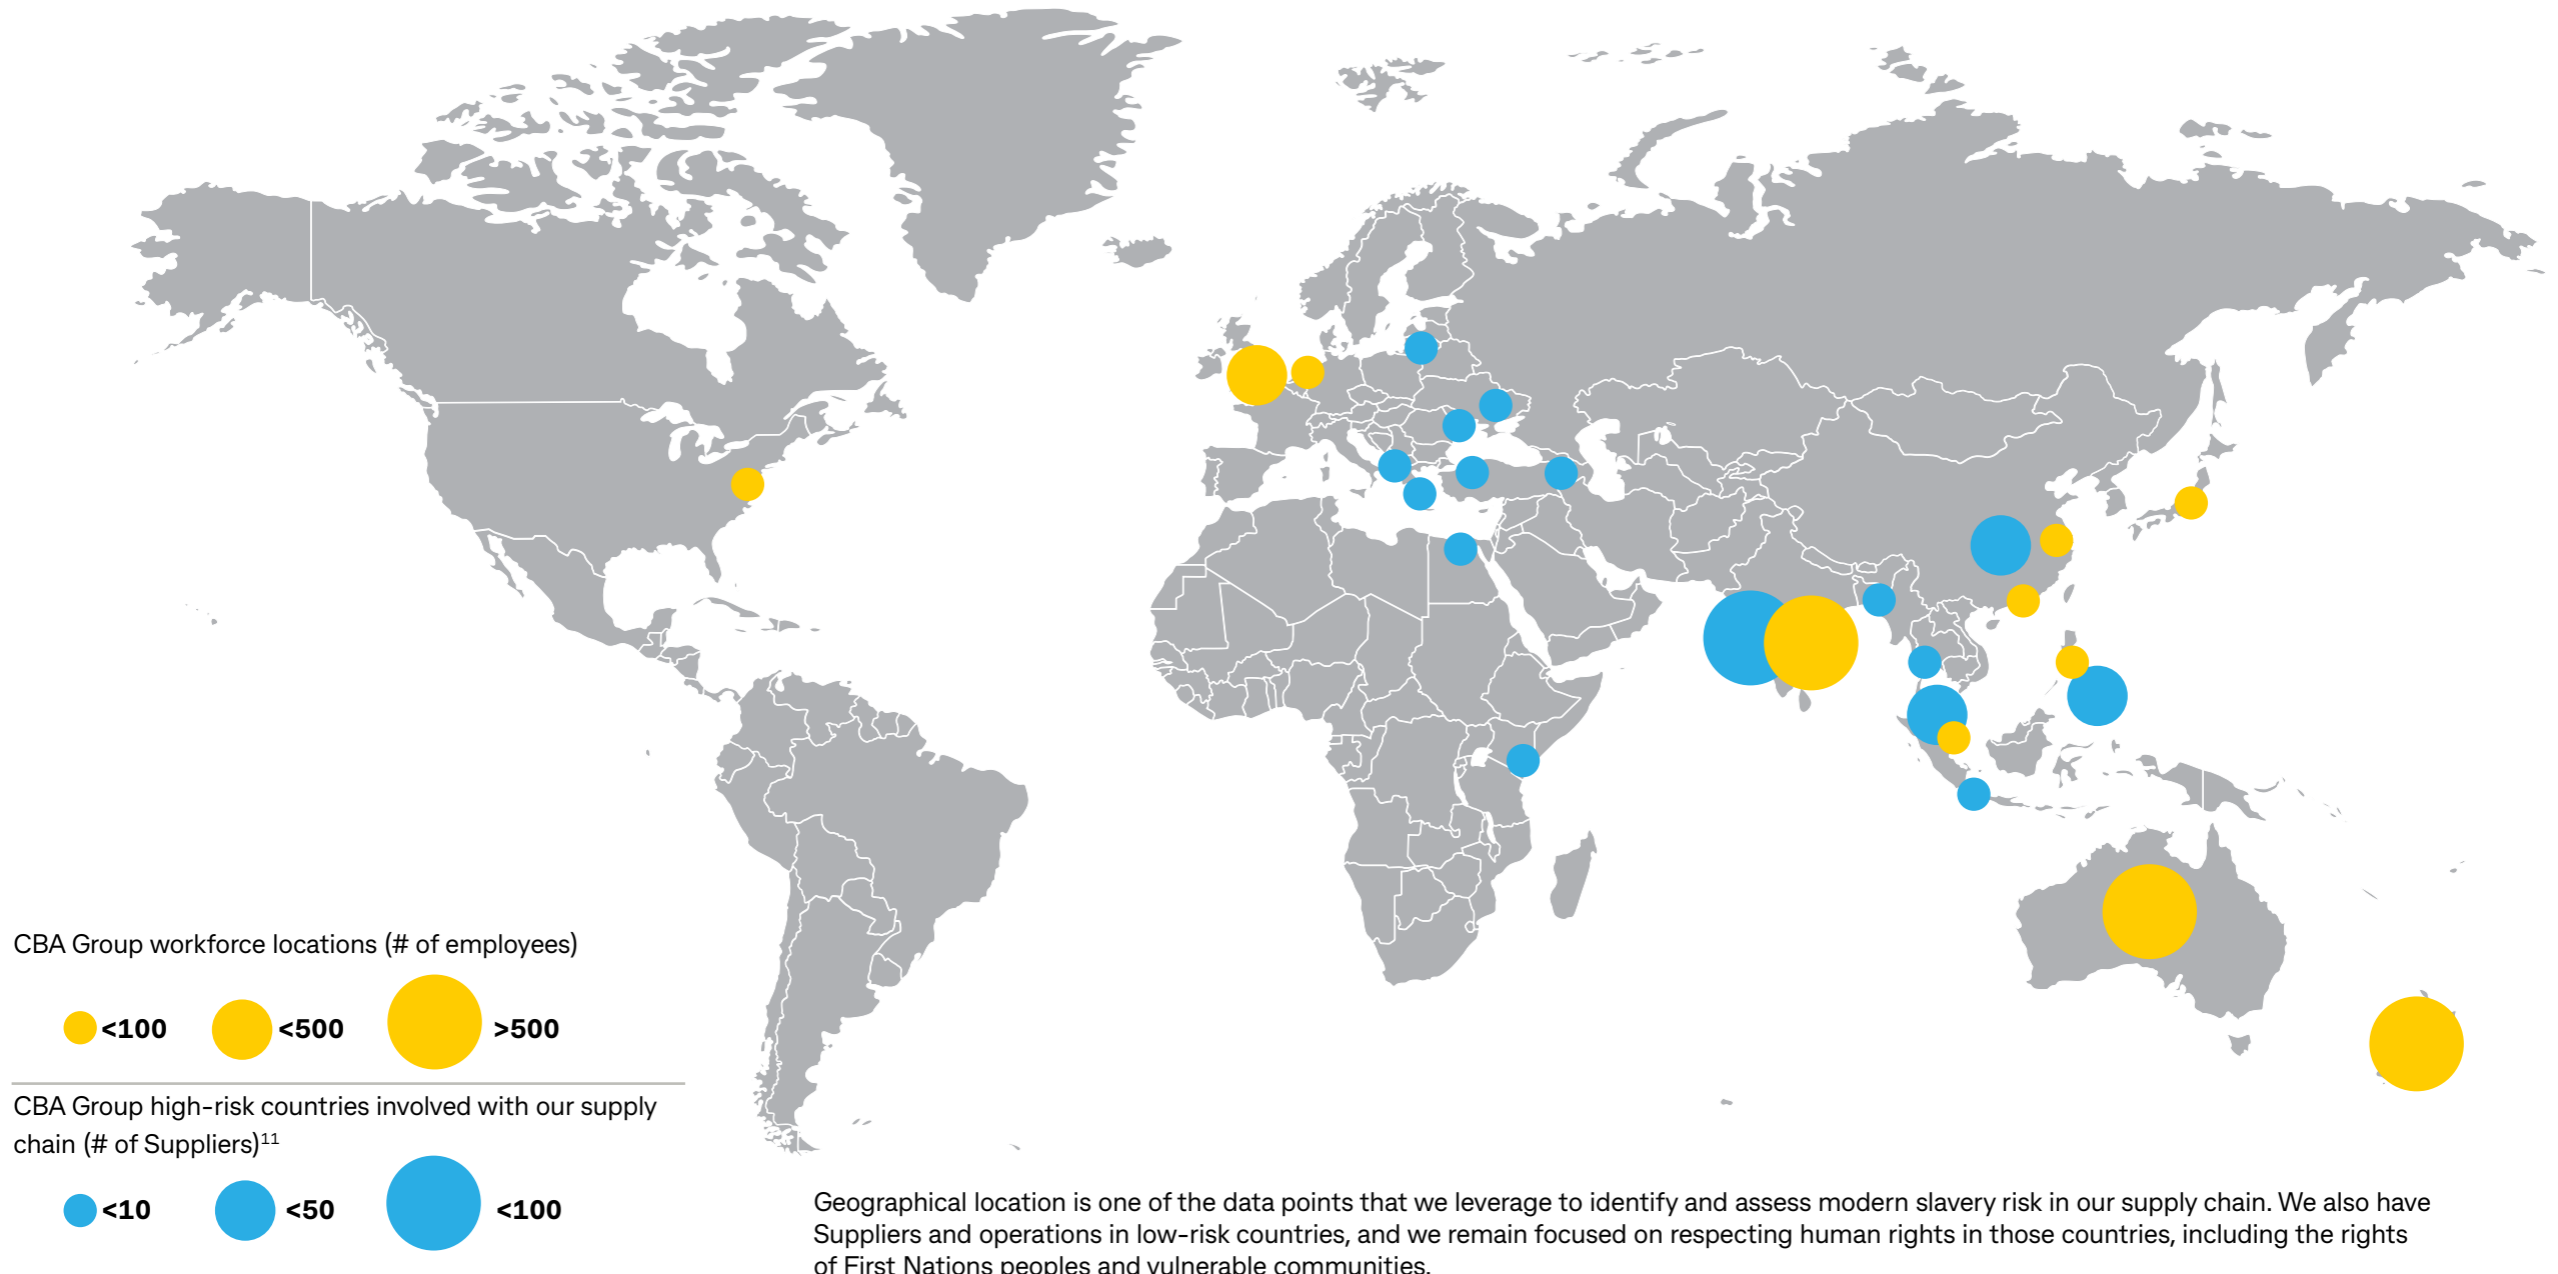 CBA Group workforce locations (# of employees)
<100 <500 >500
CBA Group high-risk countries involved with our supply
chain (# of Suppliers)¹¹
<10 <50 <100
Geographical location is one of the data points that we leverage to identify and assess modern slavery risk in our supply chain. We also have
Suppliers and operations in low-risk countries, and we remain focused on respecting human rights in those countries, including the rights
of First Nations peoples and vulnerable communities.